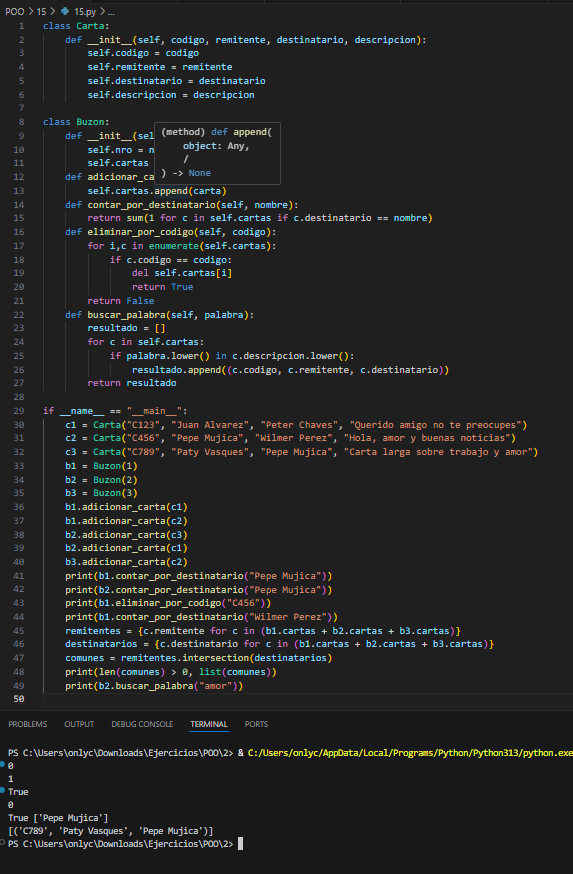 POO > 15 > 15.py > ...
1 class Carta:
2     def __init__(self, codigo, remitente, destinatario, descripcion):
3         self.codigo = codigo
4         self.remitente = remitente
5         self.destinatario = destinatario
6         self.descripcion = descripcion
7
8 class Buzon:
9     def __init__(sel
(method) def append(
10         self.nro = n
object: Any,
11         self.cartas
/
12     def adicionar_ca
) -> None
13         self.cartas.append(carta)
14     def contar_por_destinatario(self, nombre):
15         return sum(1 for c in self.cartas if c.destinatario == nombre)
16     def eliminar_por_codigo(self, codigo):
17         for i,c in enumerate(self.cartas):
18             if c.codigo == codigo:
19                 del self.cartas[i]
20                 return True
21         return False
22     def buscar_palabra(self, palabra):
23         resultado = []
24         for c in self.cartas:
25             if palabra.lower() in c.descripcion.lower():
26                 resultado.append((c.codigo, c.remitente, c.destinatario))
27         return resultado
28
29 if __name__ == "__main__":
30     c1 = Carta("C123", "Juan Alvarez", "Peter Chaves", "Querido amigo no te preocupes")
31     c2 = Carta("C456", "Pepe Mujica", "Wilmer Perez", "Hola, amor y buenas noticias")
32     c3 = Carta("C789", "Paty Vasques", "Pepe Mujica", "Carta larga sobre trabajo y amor")
33     b1 = Buzon(1)
34     b2 = Buzon(2)
35     b3 = Buzon(3)
36     b1.adicionar_carta(c1)
37     b1.adicionar_carta(c2)
38     b2.adicionar_carta(c3)
39     b2.adicionar_carta(c1)
40     b3.adicionar_carta(c2)
41     print(b1.contar_por_destinatario("Pepe Mujica"))
42     print(b2.contar_por_destinatario("Pepe Mujica"))
43     print(b1.eliminar_por_codigo("C456"))
44     print(b1.contar_por_destinatario("Wilmer Perez"))
45     remitentes = {c.remitente for c in (b1.cartas + b2.cartas + b3.cartas)}
46     destinatarios = {c.destinatario for c in (b1.cartas + b2.cartas + b3.cartas)}
47     comunes = remitentes.intersection(destinatarios)
48     print(len(comunes) > 0, list(comunes))
49     print(b2.buscar_palabra("amor"))
50
PROBLEMS OUTPUT DEBUG CONSOLE TERMINAL PORTS
PS C:\Users\onlyc\Downloads\Ejercicios\POO\2> & C:/Users/onlyc/AppData/Local/Programs/Python/Python313/python.exe
0
1
True
0
True ['Pepe Mujica']
[('C789', 'Paty Vasques', 'Pepe Mujica')]
PS C:\Users\onlyc\Downloads\Ejercicios\POO\2>